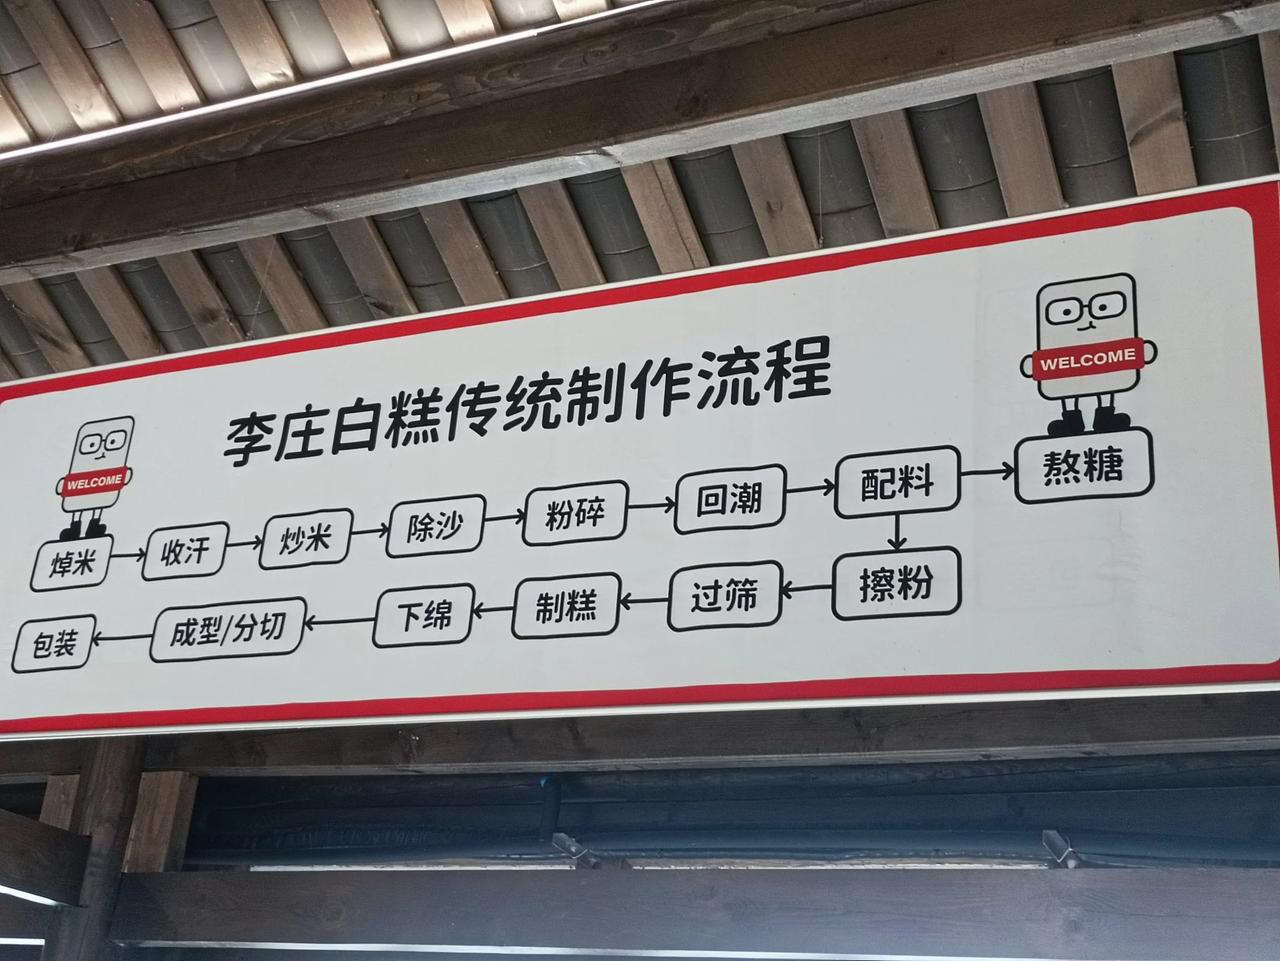 李庄白糕传统制作流程
WELCOME
WELCOME
焯米
收汗
炒米
除沙
粉碎
回潮
配料
熬糖
擦粉
过筛
制糕
下绵
成型/分切
包装